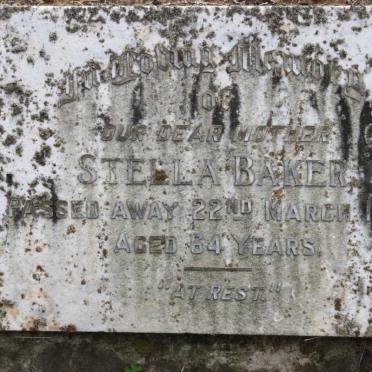 In Loving Memory
of
OUR DEAR MOTHER
STELLA BAKER
PASSED AWAY 22ND MARCH
AGED 64 YEARS.
"AT REST."